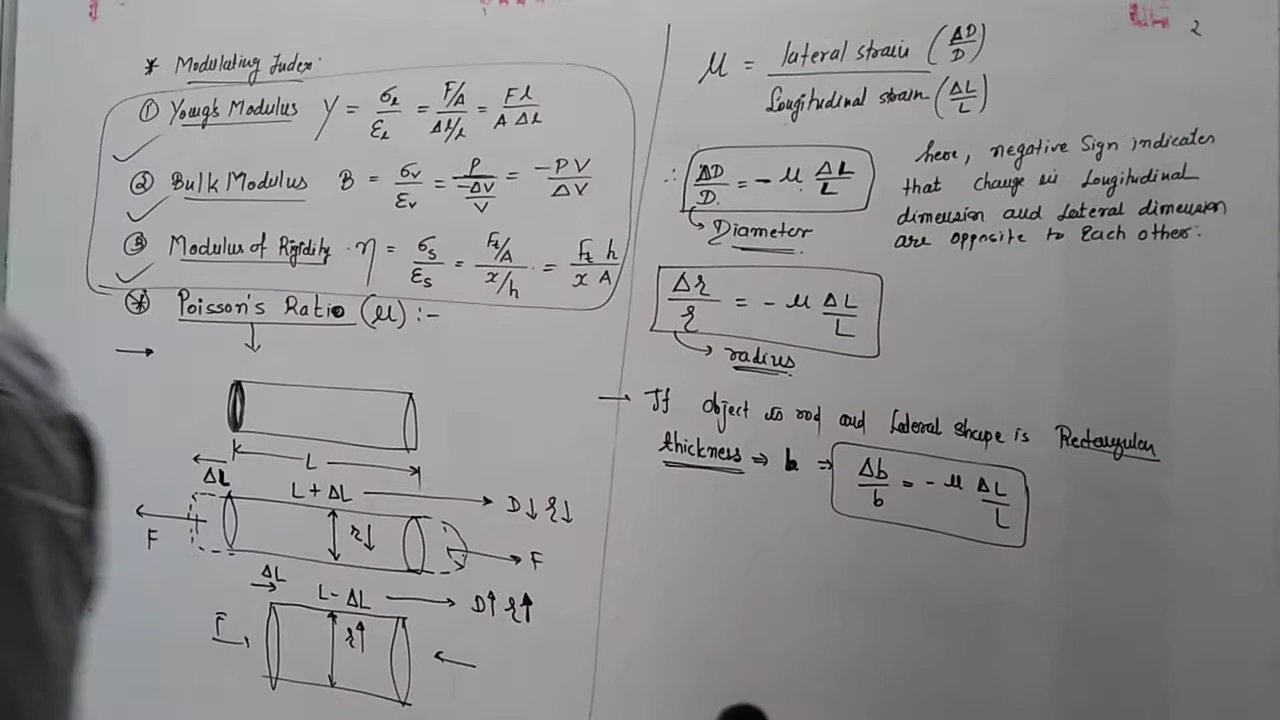 * Modulating Index.
① Young's Modulus Y = σℓ/εℓ = F/A / Δl/l = Fl / A Δl
② Bulk Modulus B = σv/εv = P / -ΔV/V = -PV / ΔV
③ Modulus of Rigidity. η = σs/εs = Ft/A / x/h = Ft h / x A
* Poisson's Ratio (μ) :-
L
ΔL
L + ΔL → D↓ r↓
F
r↓
F
ΔL
L - ΔL → D↑ r↑
F
r↑
2
μ = lateral strain (ΔD/D) / Longitudinal strain (ΔL/L)
∴ ΔD/D = - μ ΔL/L
Diameter
here, negative Sign indicates
that change in Longitudinal
dimension and Lateral dimension
are opposite to Each other.
Δr/r = - μ ΔL/L
radius
→ If object is rod and Lateral shape is Rectangular
thickness ⇒ b ⇒ Δb/b = - μ ΔL/L